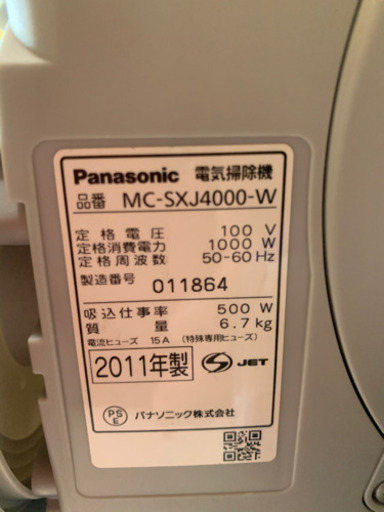 Panasonic 電気掃除機
品番 MC-SXJ4000-W
定格電圧 100 V
定格消費電力 1000 W
定格周波数 50-60 Hz
製造番号 011864
吸込仕事率 500 W
質量 6.7 kg
電流ヒューズ 15A (特殊専用ヒューズ)
2011年製 S JET
PS E パナソニック株式会社